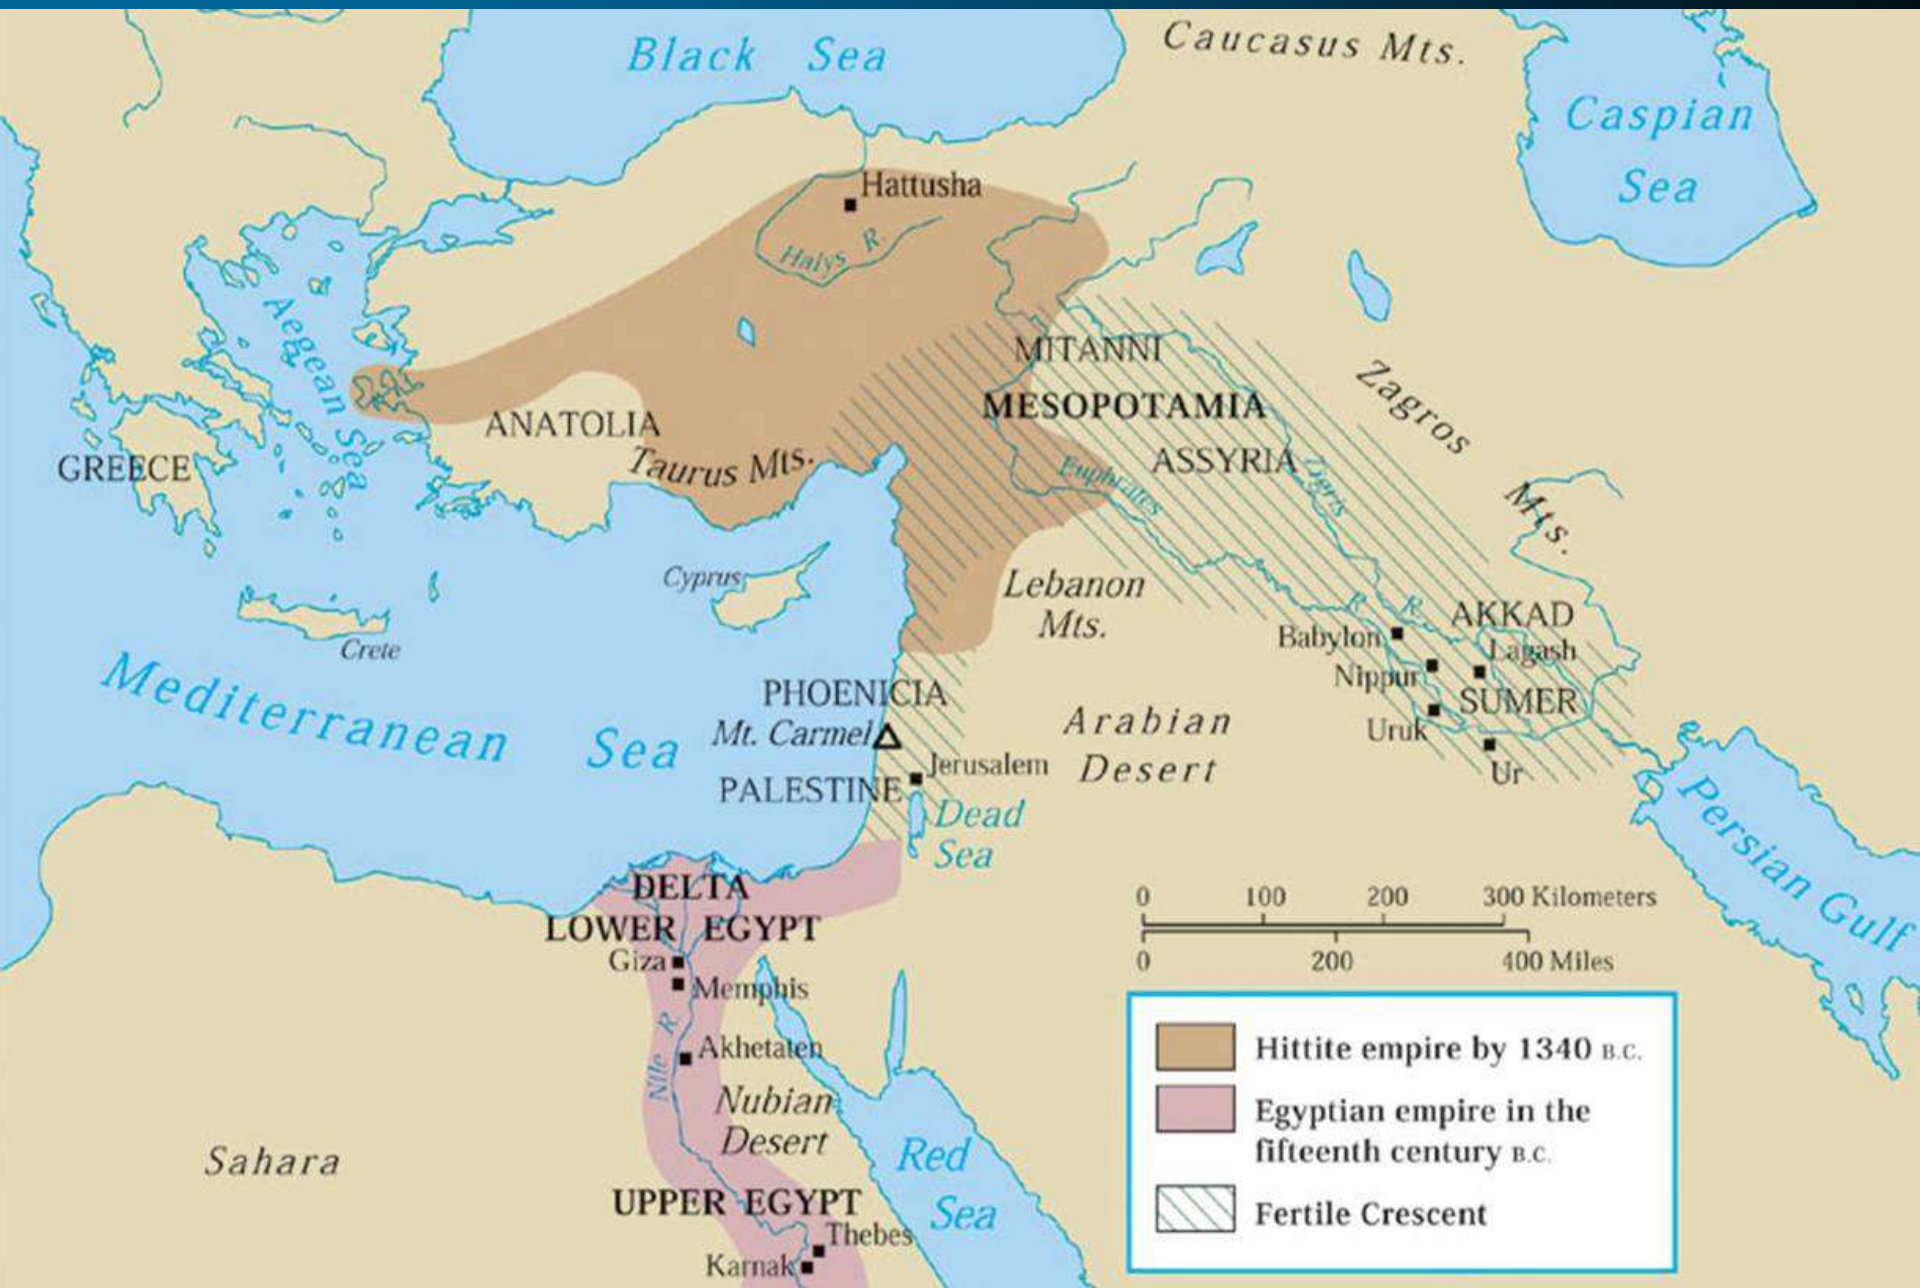 Black Sea
Caucasus Mts.
Caspian
Sea
Hattusha
Halys R.
Aegean Sea
MITANNI
MESOPOTAMIA
Zagros Mts.
ANATOLIA
GREECE
Taurus Mts.
ASSYRIA
Euphrates R.
Tigris R.
Cyprus
Lebanon
Mts.
Crete
AKKAD
Babylon
Lagash
Nippur
SUMER
Uruk
Ur
Mediterranean Sea
PHOENICIA
Mt. Carmel
Arabian
Desert
Jerusalem
PALESTINE
Dead
Sea
Persian Gulf
DELTA
LOWER EGYPT
Giza
Memphis
Nile R
Akhetaten
Nubian
Desert
Sahara
Red
Sea
UPPER EGYPT
Thebes
Karnak
0 100 200 300 Kilometers
0 200 400 Miles
Hittite empire by 1340 B.C.
Egyptian empire in the
fifteenth century B.C.
Fertile Crescent